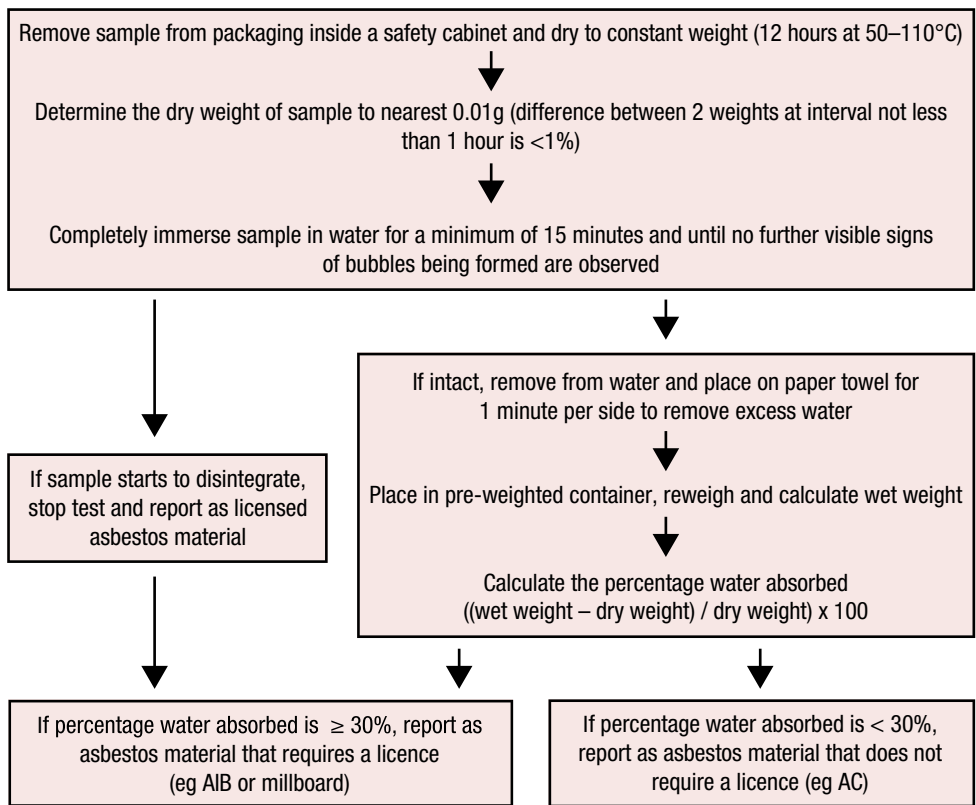 Remove sample from packaging inside a safety cabinet and dry to constant weight (12 hours at 50–110°C)
Determine the dry weight of sample to nearest 0.01g (difference between 2 weights at interval not less
than 1 hour is <1%)
Completely immerse sample in water for a minimum of 15 minutes and until no further visible signs
of bubbles being formed are observed
If intact, remove from water and place on paper towel for
1 minute per side to remove excess water
Place in pre-weighted container, reweigh and calculate wet weight
Calculate the percentage water absorbed
((wet weight – dry weight) / dry weight) x 100
If sample starts to disintegrate,
stop test and report as licensed
asbestos material
If percentage water absorbed is ≥ 30%, report as
asbestos material that requires a licence
(eg AIB or millboard)
If percentage water absorbed is < 30%,
report as asbestos material that does not
require a licence (eg AC)